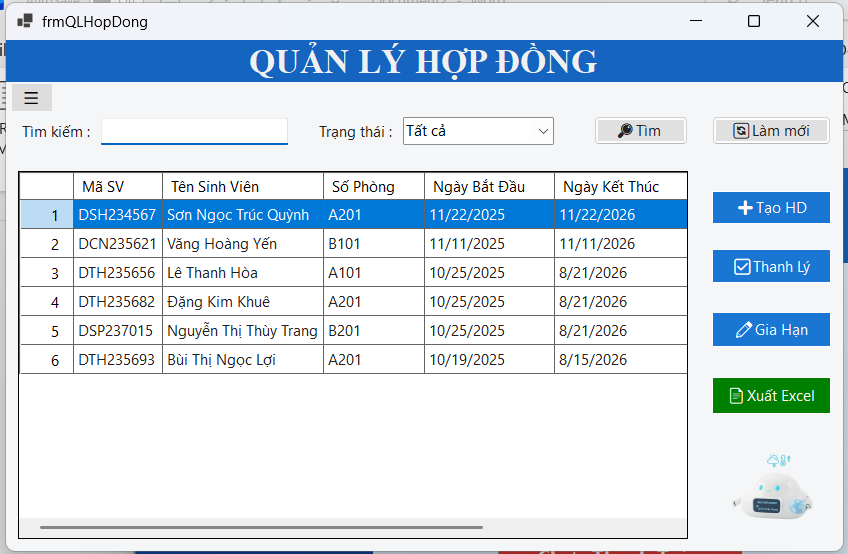 frmQLHopDong
QUẢN LÝ HỢP ĐỒNG
Tìm kiếm : Trạng thái : Tất cả Tìm Làm mới
Mã SV Tên Sinh Viên Số Phòng Ngày Bắt Đầu Ngày Kết Thúc
1 DSH234567 Sơn Ngọc Trúc Quỳnh A201 11/22/2025 11/22/2026
2 DCN235621 Văng Hoàng Yến B101 11/11/2025 11/11/2026
3 DTH235656 Lê Thanh Hòa A101 10/25/2025 8/21/2026
4 DTH235682 Đặng Kim Khuê A201 10/25/2025 8/21/2026
5 DSP237015 Nguyễn Thị Thùy Trang B201 10/25/2025 8/21/2026
6 DTH235693 Bùi Thị Ngọc Lợi A201 10/19/2025 8/15/2026
Tạo HD
Thanh Lý
Gia Hạn
Xuất Excel